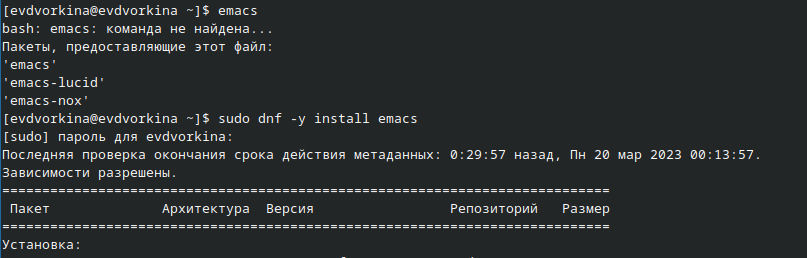 [evdvorkina@evdvorkina ~]$ emacs
bash: emacs: команда не найдена...
Пакеты, предоставляющие этот файл:
'emacs'
'emacs-lucid'
'emacs-nox'
[evdvorkina@evdvorkina ~]$ sudo dnf -y install emacs
[sudo] пароль для evdvorkina:
Последняя проверка окончания срока действия метаданных: 0:29:57 назад, Пн 20 мар 2023 00:13:57.
Зависимости разрешены.
============================================================================
Пакет Архитектура Версия Репозиторий Размер
============================================================================
Установка: